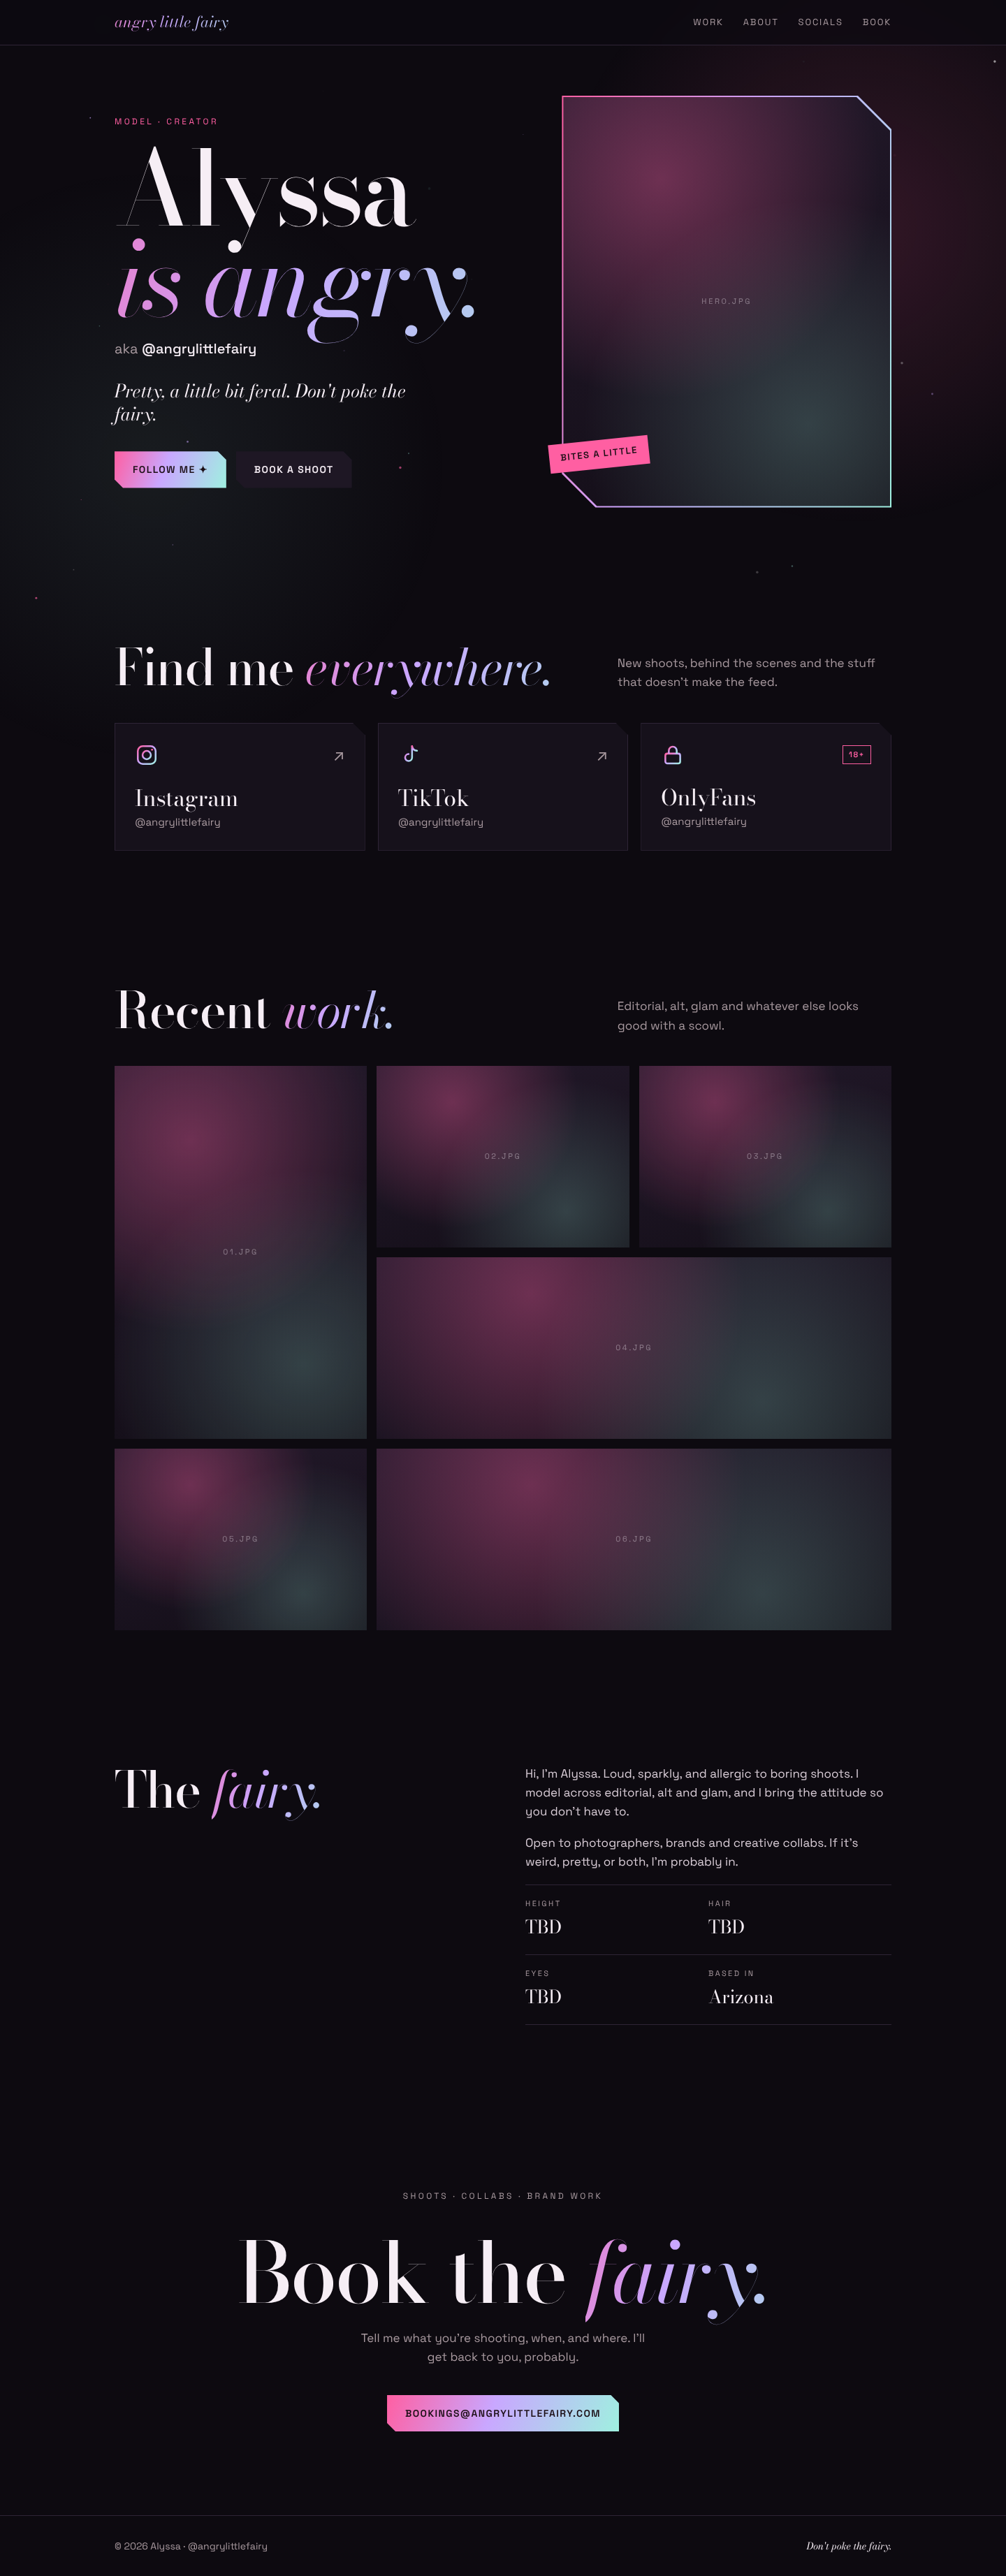 angry little fairy
WORK ABOUT SOCIALS BOOK
MODEL · CREATOR
Alyssa
is angry.
aka @angrylittlefairy
Pretty, a little bit feral. Don't poke the
fairy.
FOLLOW ME ✦ BOOK A SHOOT
HERO.JPG
BITES A LITTLE
Find me everywhere.
New shoots, behind the scenes and the stuff
that doesn't make the feed.
Instagram
@angrylittlefairy
TikTok
@angrylittlefairy
18+
OnlyFans
@angrylittlefairy
Recent work.
Editorial, alt, glam and whatever else looks
good with a scowl.
01.JPG
02.JPG
03.JPG
04.JPG
05.JPG
06.JPG
The fairy.
Hi, I'm Alyssa. Loud, sparkly, and allergic to boring shoots. I
model across editorial, alt and glam, and I bring the attitude so
you don't have to.
Open to photographers, brands and creative collabs. If it's
weird, pretty, or both, I'm probably in.
HEIGHT
TBD
HAIR
TBD
EYES
TBD
BASED IN
Arizona
SHOOTS · COLLABS · BRAND WORK
Book the fairy.
Tell me what you're shooting, when, and where. I'll
get back to you, probably.
BOOKINGS@ANGRYLITTLEFAIRY.COM
© 2026 Alyssa · @angrylittlefairy
Don't poke the fairy.